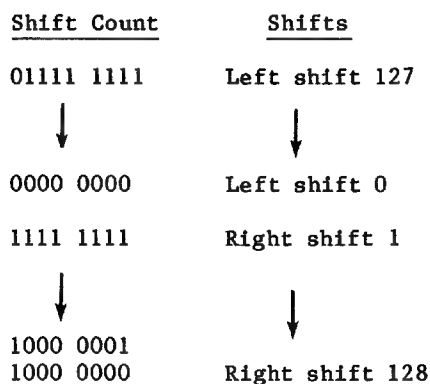 Shift Count Shifts
01111 1111 Left shift 127
0000 0000 Left shift 0
1111 1111 Right shift 1
1000 0001
1000 0000 Right shift 128